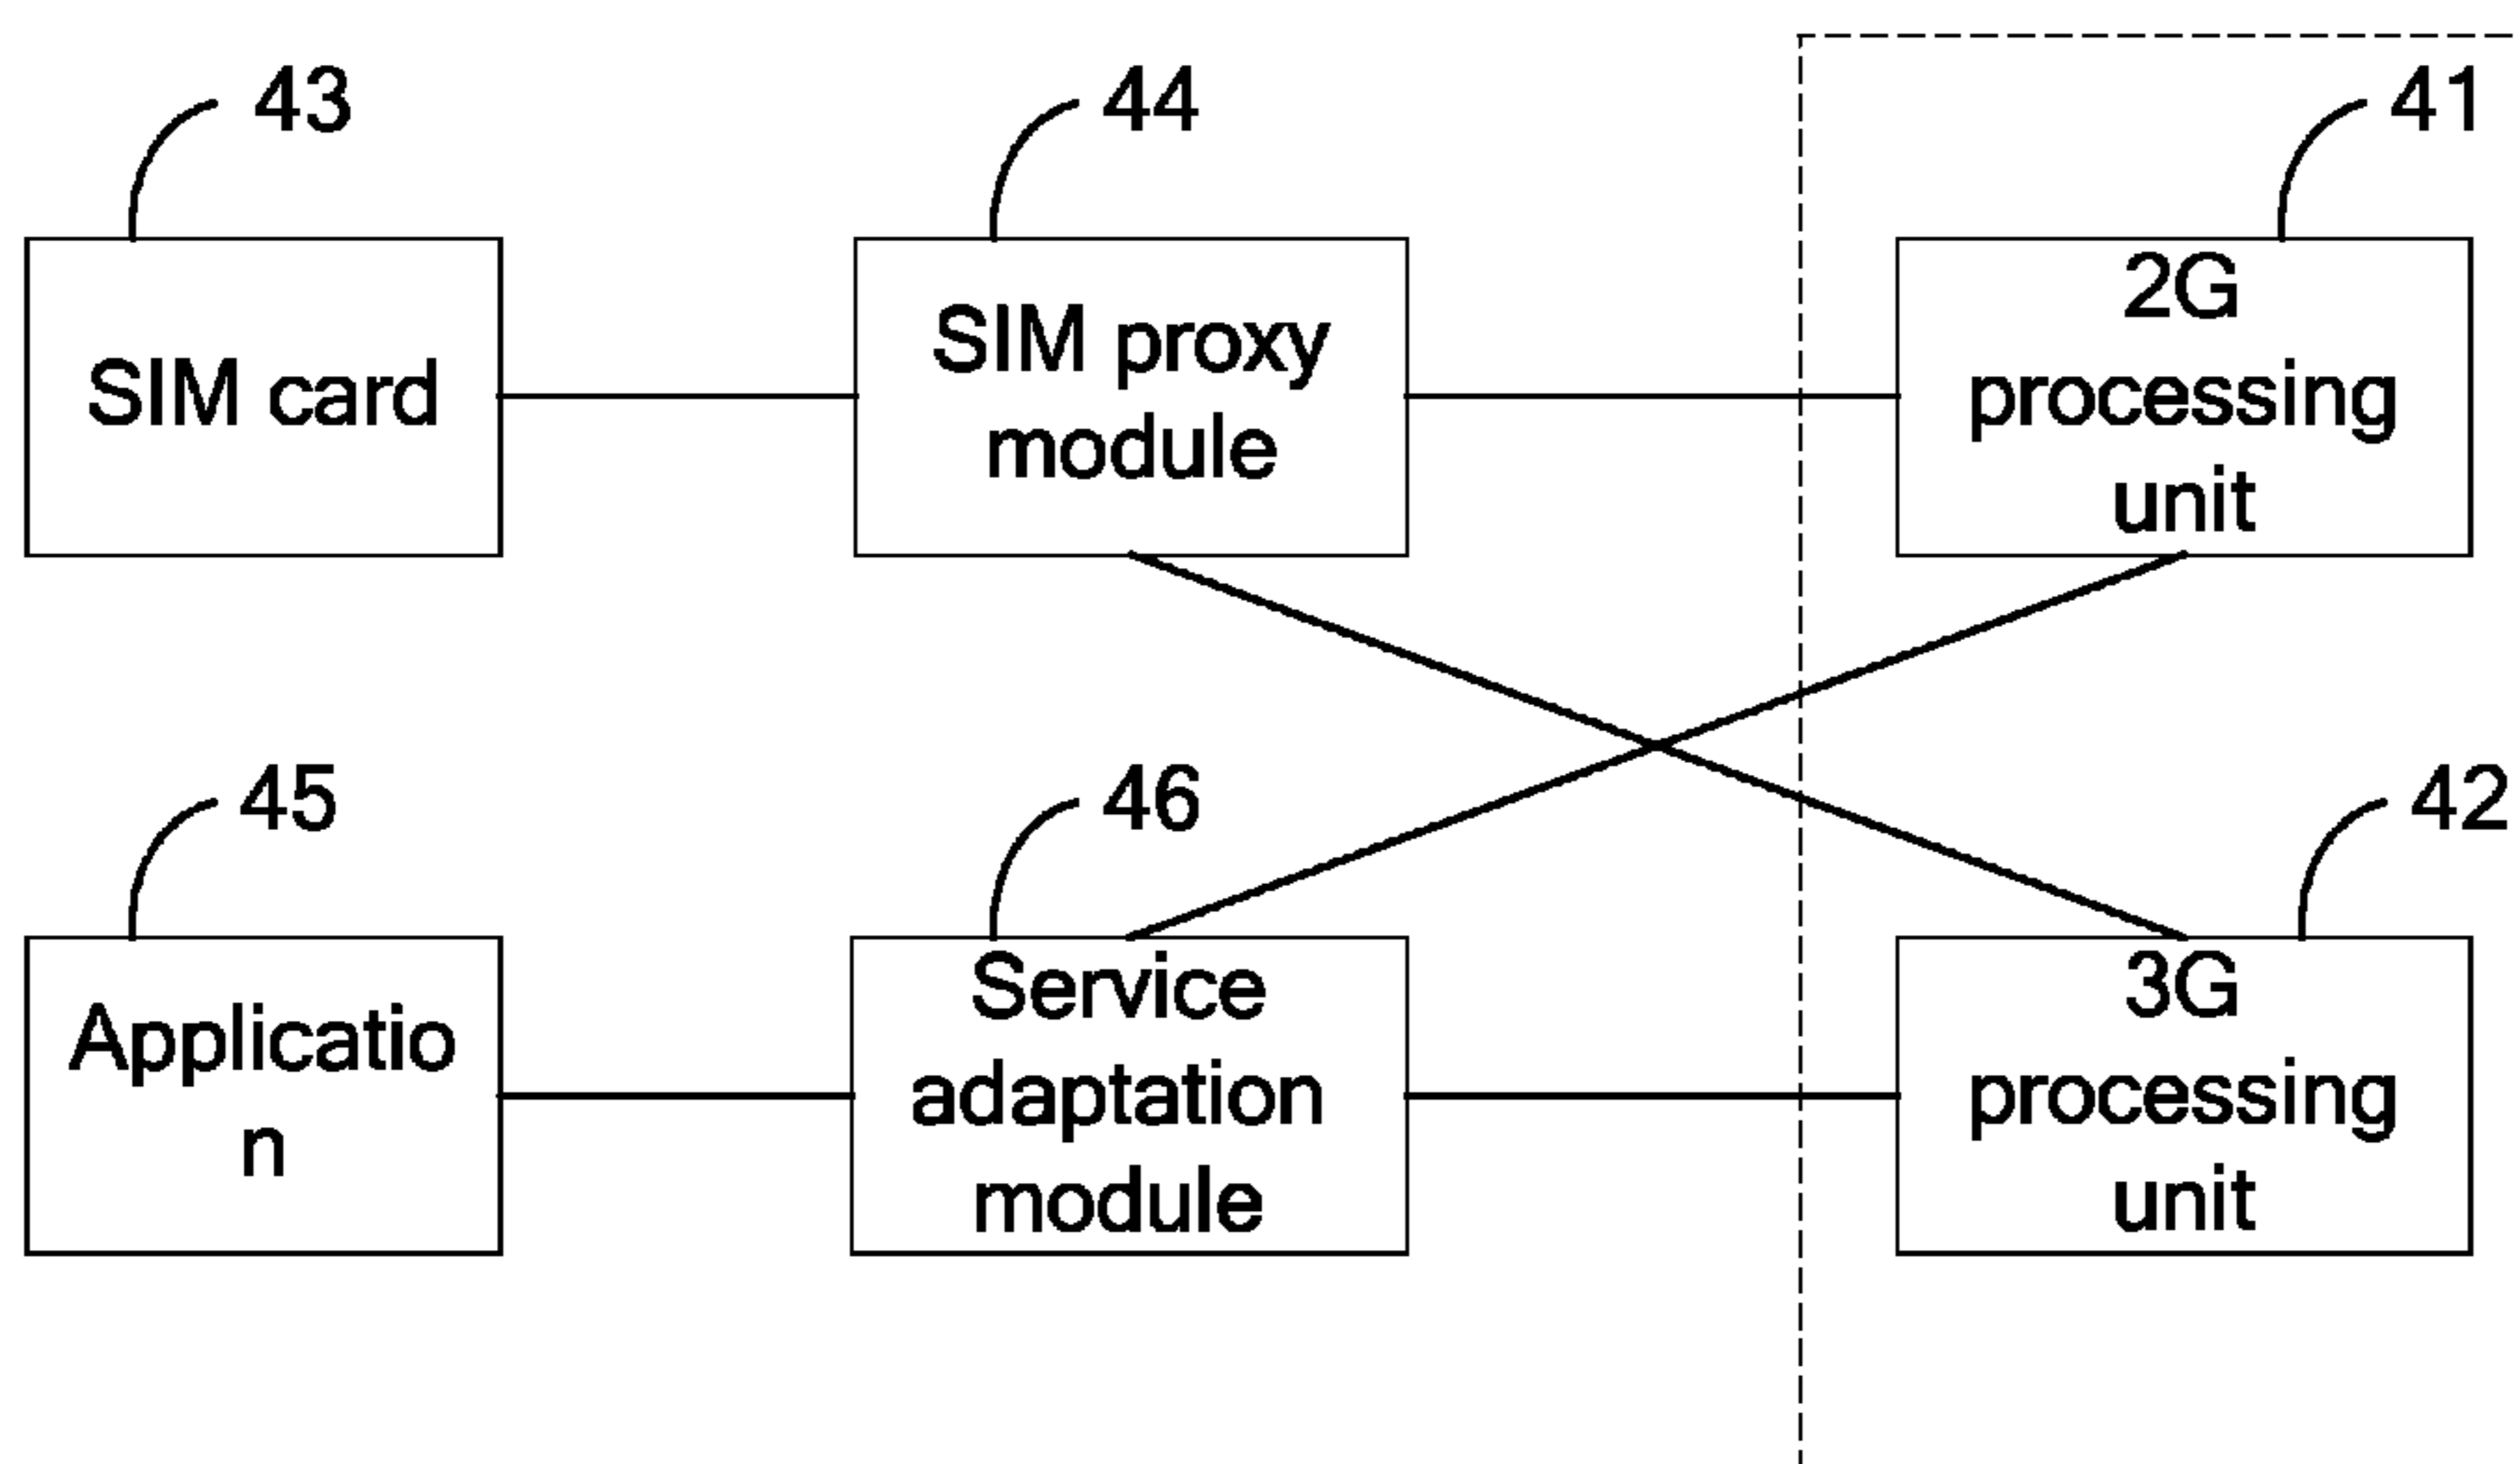 43
44
41
SIM card
SIM proxy
module
2G
processing
unit
45
46
42
Applicatio
n
Service
adaptation
module
3G
processing
unit